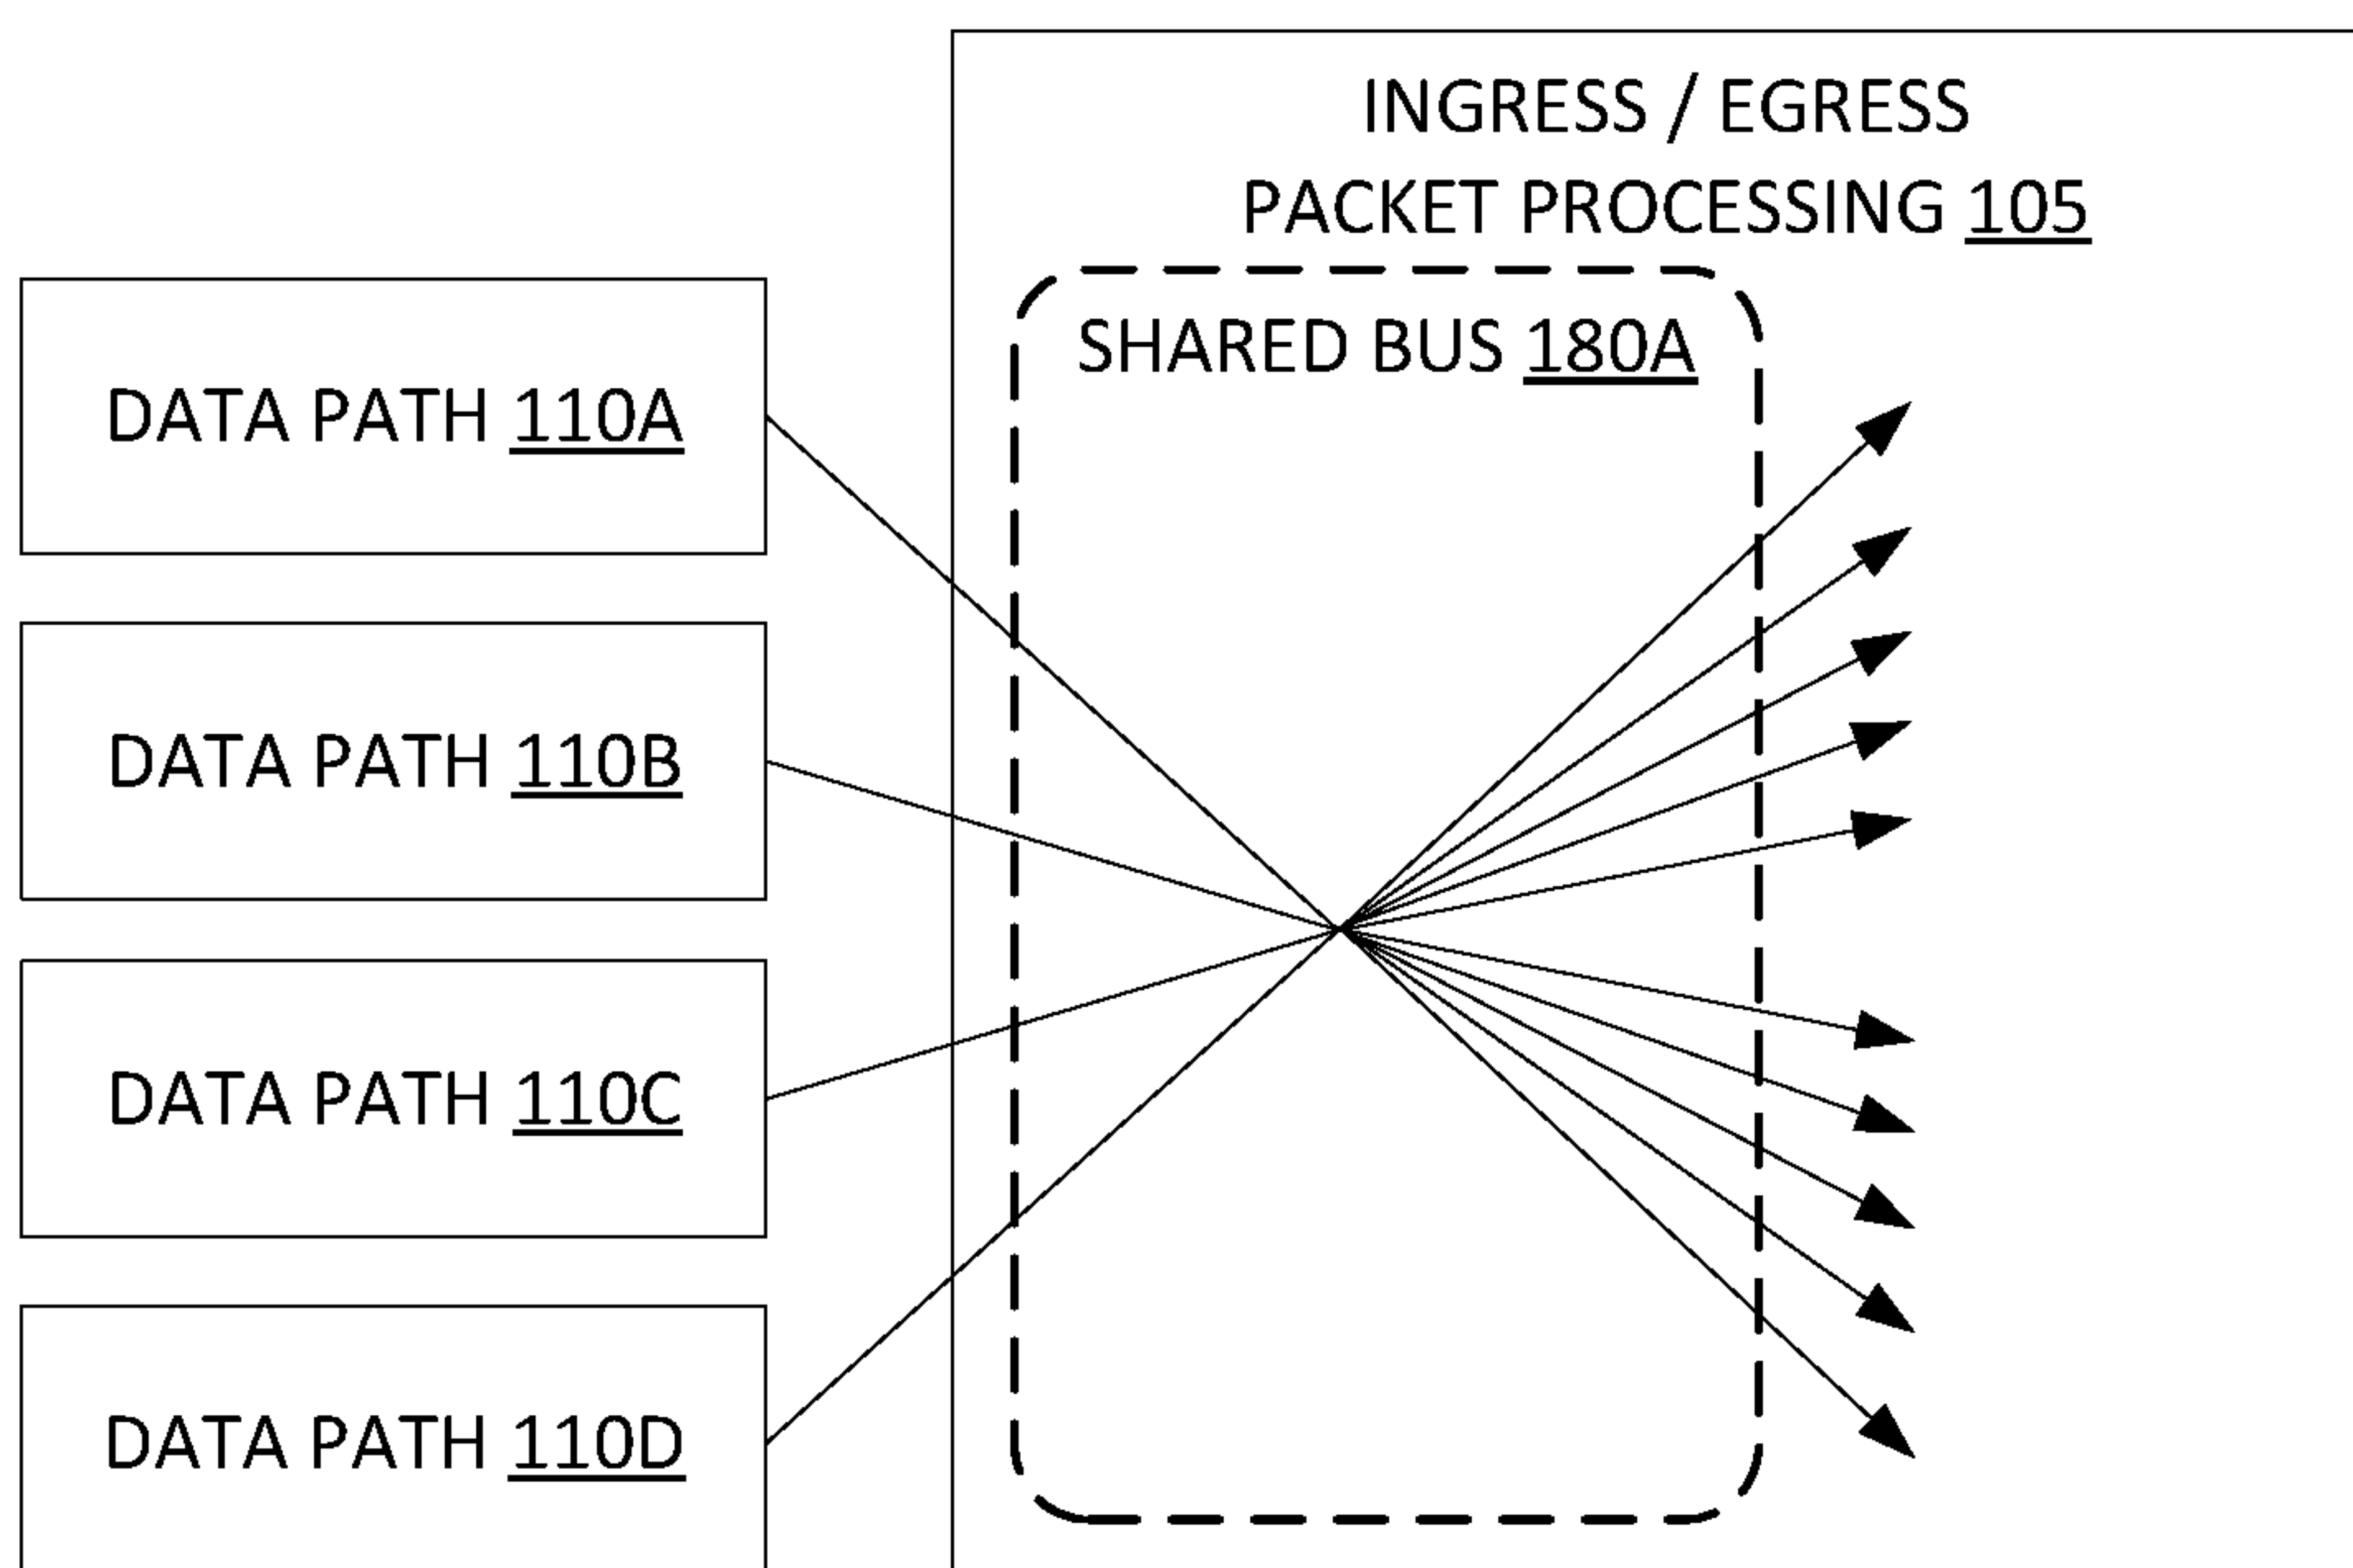 INGRESS / EGRESS
PACKET PROCESSING 105
SHARED BUS 180A
DATA PATH 110A
DATA PATH 110B
DATA PATH 110C
DATA PATH 110D